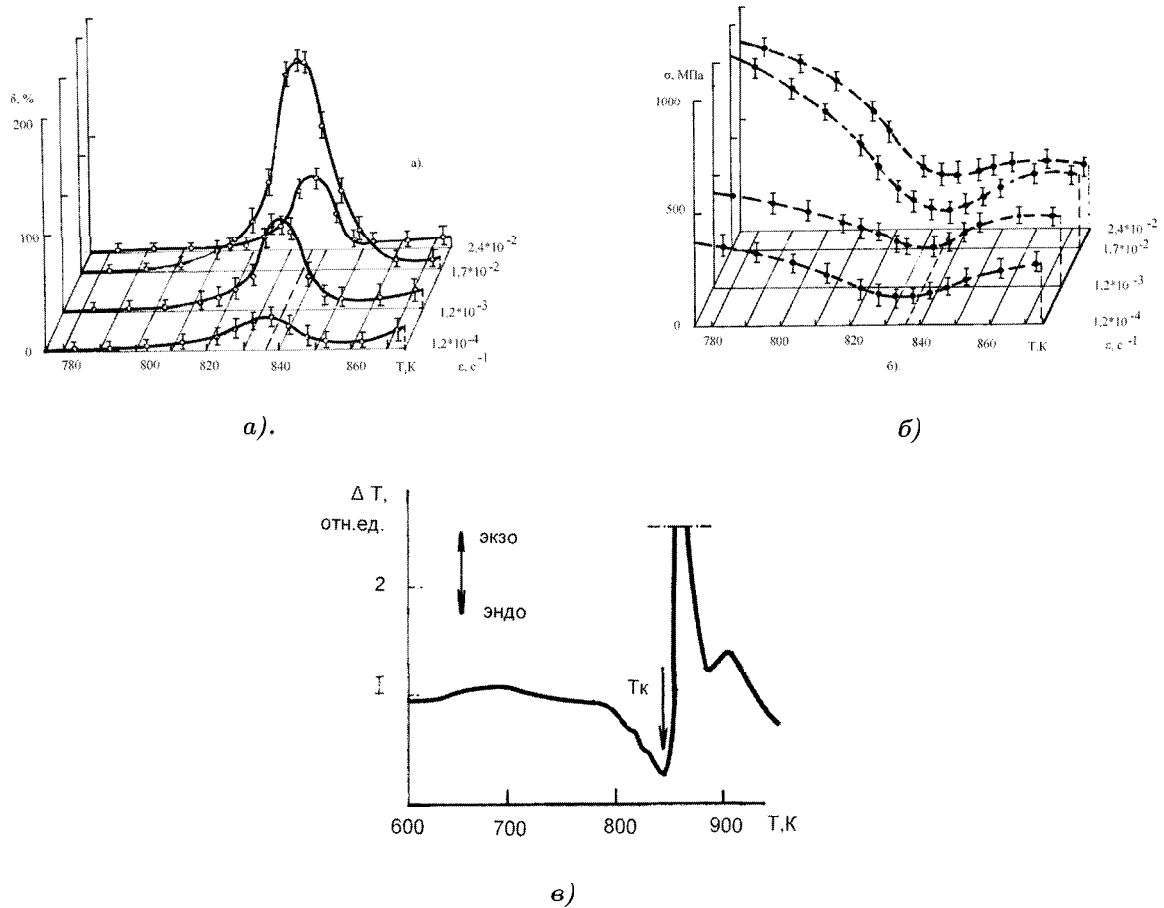 δ, %
200
100
0
780
800
820
840
860
T,K
ε, c⁻¹
2,4*10⁻²
1,7*10⁻²
1,2*10⁻³
1,2*10⁻⁴
а).
а).
σ, МПа
1000
500
0
780
800
820
840
860
T.K
ε, c⁻¹
2,4*10⁻²
1,7*10⁻²
1,2*10⁻³
1,2*10⁻⁴
б).
б)
Δ T,
отн.ед.
экзо
эндо
2
I
Tк
600
700
800
900
T,K
в)